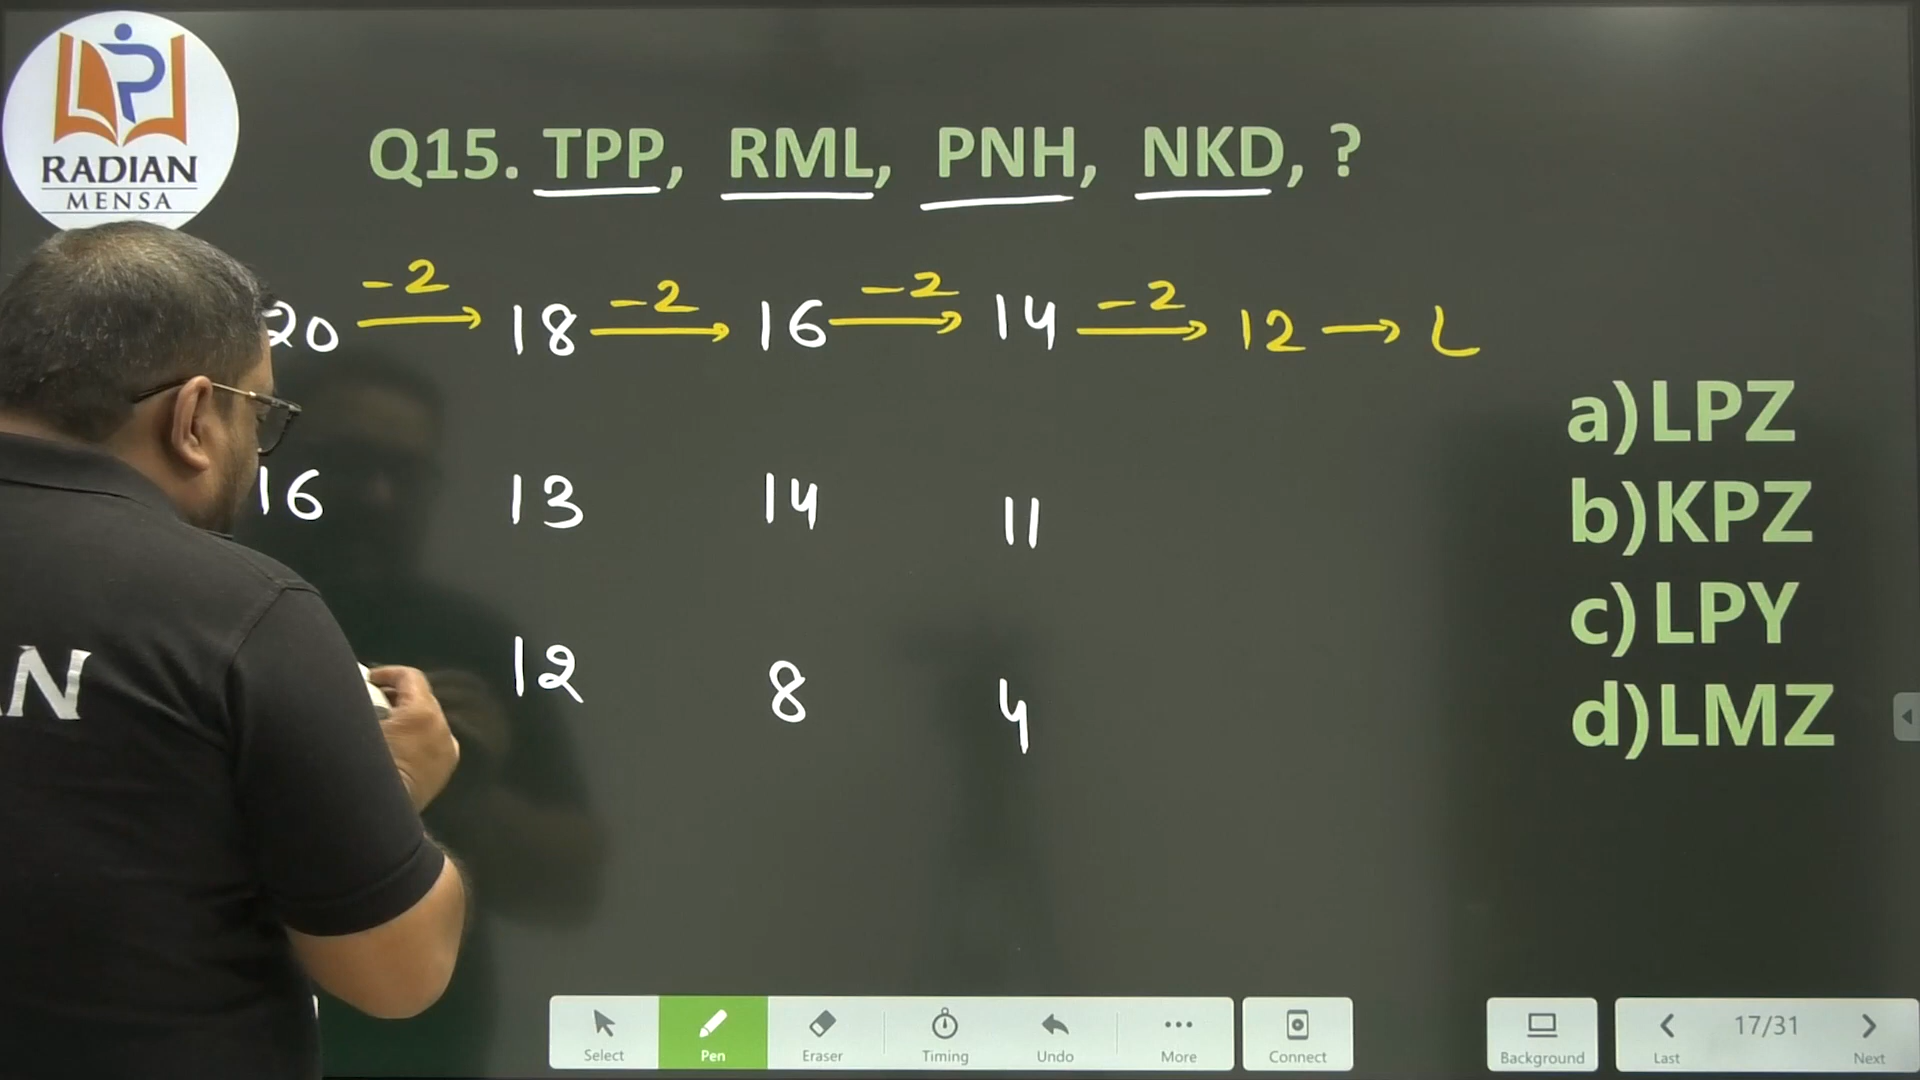 RADIAN
MENSA
Q15. TPP, RML, PNH, NKD, ?
-2 -2 -2 -2
20 → 18 → 16 → 14 → 12 → L
a)LPZ
16 13 14 11
b)KPZ
c)LPY
12 8 4
d)LMZ
N
Select Pen Eraser Timing Undo More Connect Background Last 17/31 Next